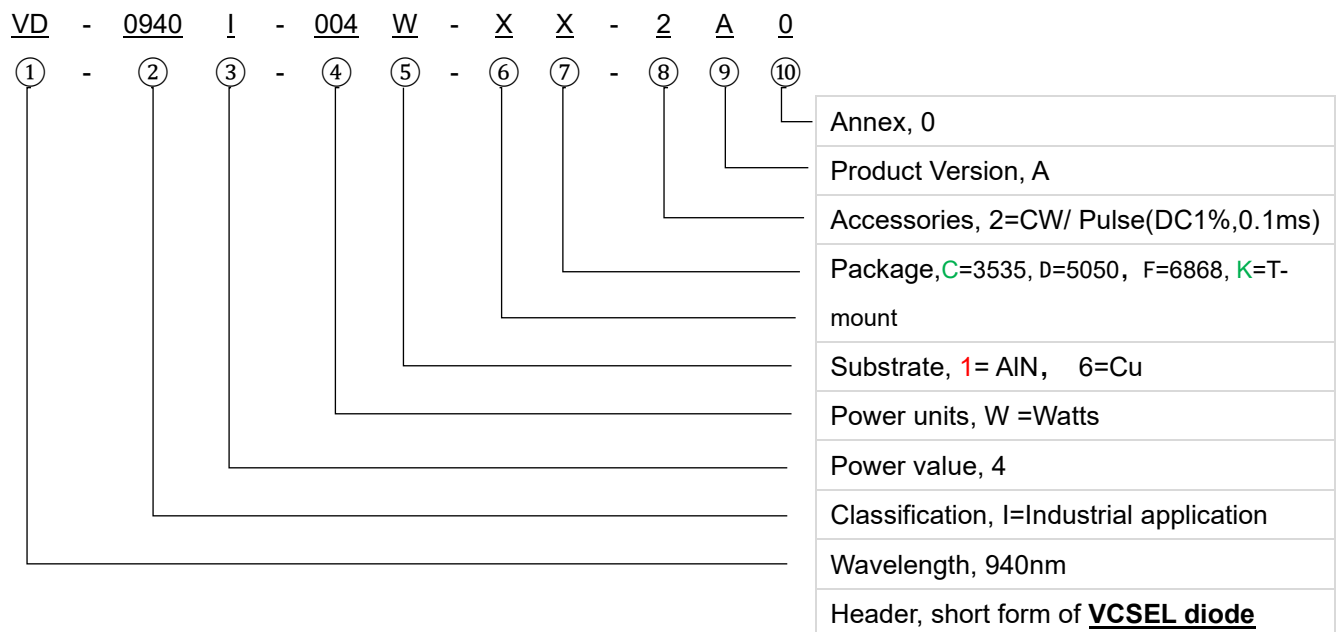 VD - 0940 I - 004 W - X X - 2 A 0
① - ② ③ - ④ ⑤ - ⑥ ⑦ - ⑧ ⑨ ⑩
Annex, 0
Product Version, A
Accessories, 2=CW/ Pulse(DC1%,0.1ms)
Package,C=3535, D=5050，F=6868, K=T-
mount
Substrate, 1= AlN， 6=Cu
Power units, W =Watts
Power value, 4
Classification, I=Industrial application
Wavelength, 940nm
Header, short form of VCSEL diode